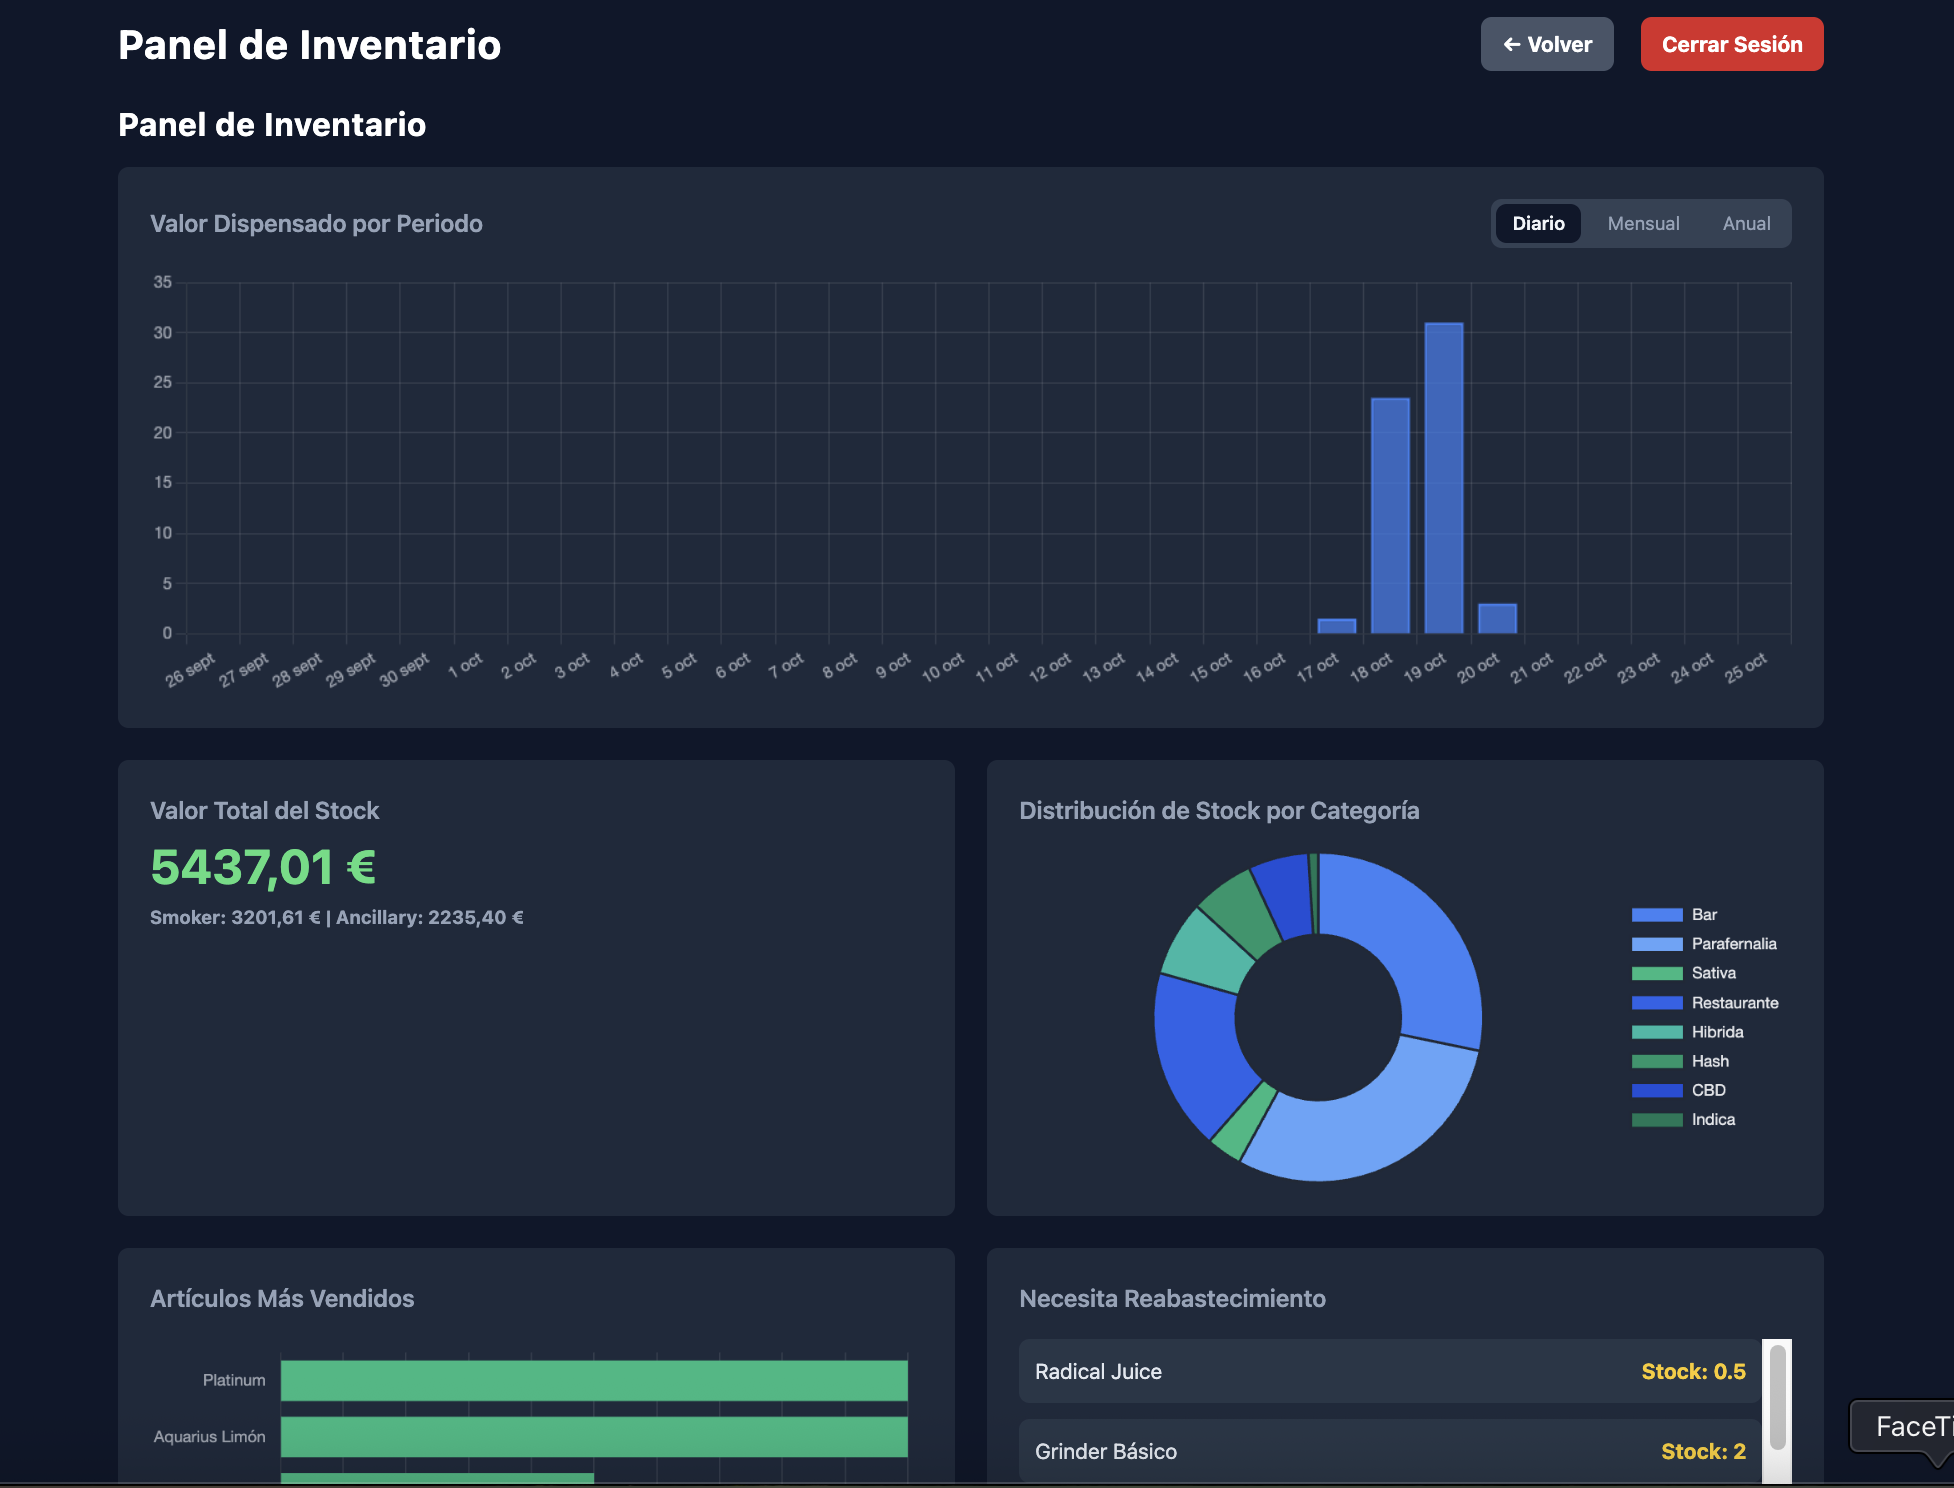 Panel de Inventario
← Volver
Cerrar Sesión
Panel de Inventario
Valor Dispensado por Periodo
Diario Mensual Anual
35
30
25
20
15
10
5
0
26 sept 27 sept 28 sept 29 sept 30 sept 1 oct 2 oct 3 oct 4 oct 5 oct 6 oct 7 oct 8 oct 9 oct 10 oct 11 oct 12 oct 13 oct 14 oct 15 oct 16 oct 17 oct 18 oct 19 oct 20 oct 21 oct 22 oct 23 oct 24 oct 25 oct
Valor Total del Stock
5437,01 €
Smoker: 3201,61 € | Ancillary: 2235,40 €
Distribución de Stock por Categoría
Bar
Parafernalia
Sativa
Restaurante
Hibrida
Hash
CBD
Indica
Artículos Más Vendidos
Platinum
Aquarius Limón
Necesita Reabastecimiento
Radical Juice Stock: 0.5
Grinder Básico Stock: 2